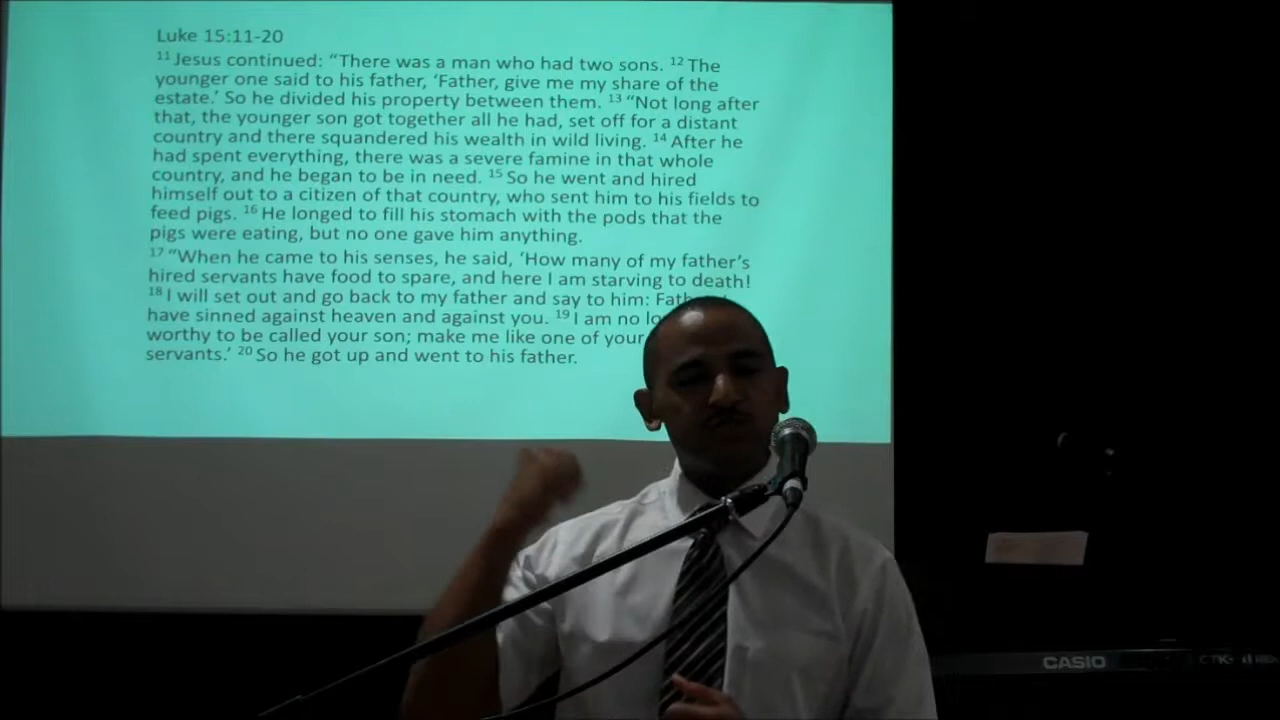 Luke 15:11-20
11 Jesus continued: “There was a man who had two sons. 12 The
younger one said to his father, ‘Father, give me my share of the
estate.’ So he divided his property between them. 13 “Not long after
that, the younger son got together all he had, set off for a distant
country and there squandered his wealth in wild living. 14 After he
had spent everything, there was a severe famine in that whole
country, and he began to be in need. 15 So he went and hired
himself out to a citizen of that country, who sent him to his fields to
feed pigs. 16 He longed to fill his stomach with the pods that the
pigs were eating, but no one gave him anything.
17 “When he came to his senses, he said, ‘How many of my father’s
hired servants have food to spare, and here I am starving to death!
18 I will set out and go back to my father and say to him:
have sinned against heaven and against you. 19 I am no
worthy to be called your son; make me like one of your
servants.’ 20 So he got up and went to his father.
CASIO